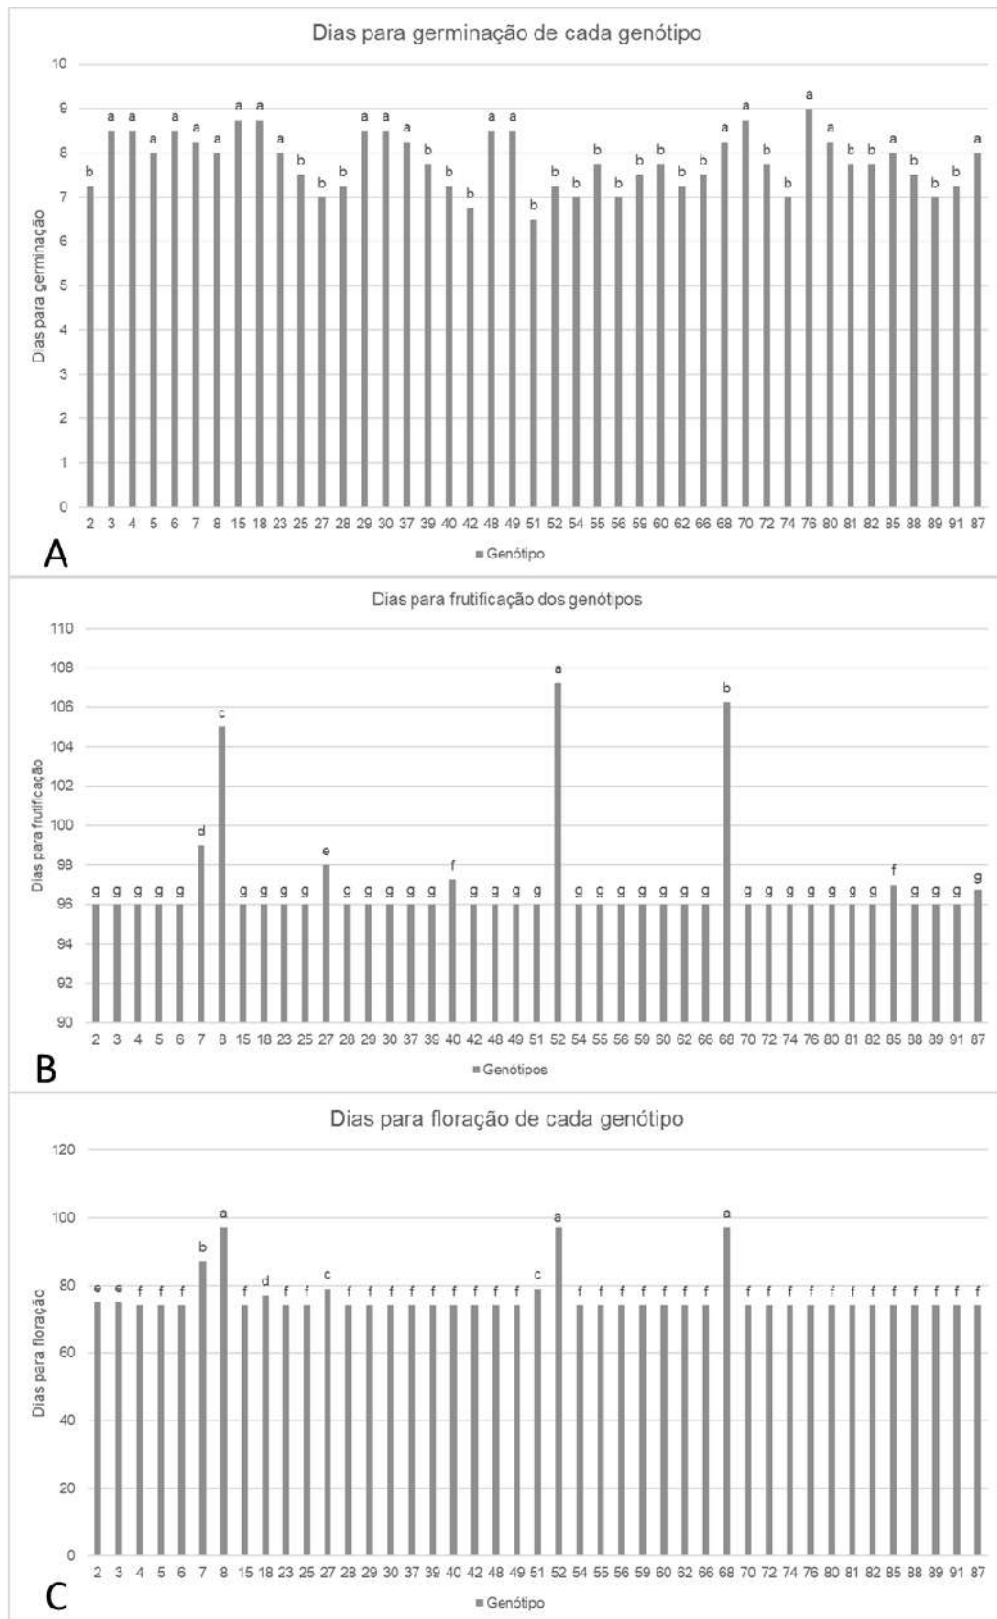 Dias para germinação de cada genótipo
10
a
a a a a a a a a a a a
a a a a a a
a a a a
b b b b b b
b b b b b b b b
b b b b b
b b b b
9
8
7
6
5
4
3
2
1
0
Dias para germinação
2 3 4 5 6 7 8 15 18 23 25 27 28 29 30 37 39 40 42 48 49 51 52 54 55 56 59 60 62 66 68 70 72 74 76 80 81 82 85 88 89 91 87
Genótipo
A
Dias para frutificação dos genótipos
110
108
106
104
102
100
98
96
94
92
90
Dias para frutificação
g g g g g d c g g g g e g g g g g f g g g g a g g g g g g g b g g g g g g g f g g g g
2 3 4 5 6 7 8 15 18 23 25 27 28 29 30 37 39 40 42 48 49 51 52 54 55 56 59 60 62 66 68 70 72 74 76 80 81 82 85 88 89 91 87
Genótipos
B
Dias para floração de cada genótipo
120
100
80
60
40
20
0
Dias para floração
e e f f f b a f d f f c f f f f f f f f f c a f f f f f f f a f f f f f f f f f f f f
2 3 4 5 6 7 8 15 18 23 25 27 28 29 30 37 39 40 42 48 49 51 52 54 55 56 59 60 62 66 68 70 72 74 76 80 81 82 85 88 89 91 87
Genótipo
C